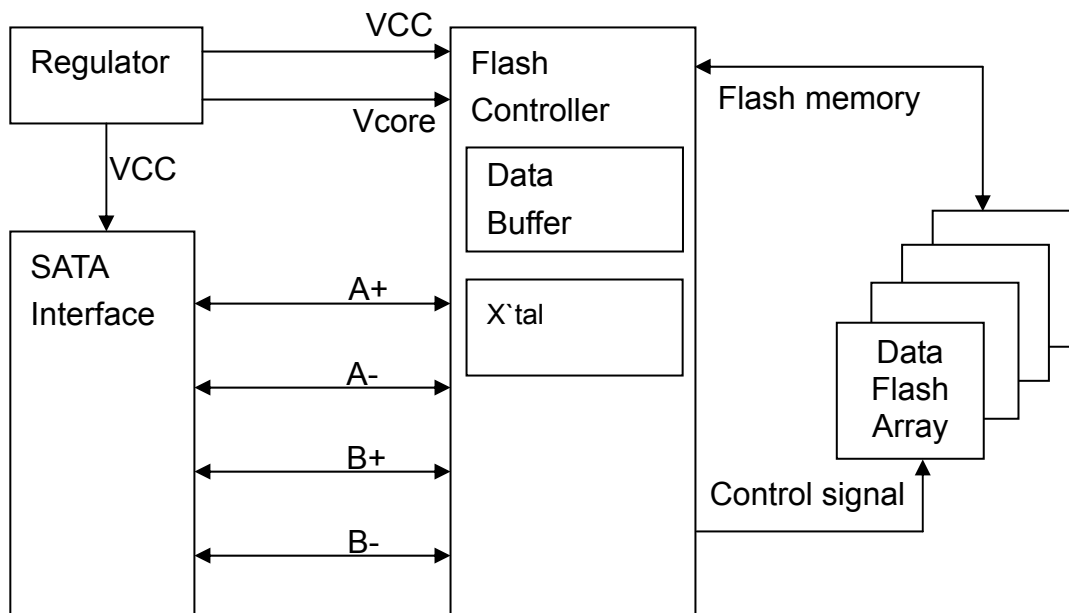 Regulator
VCC
Vcore
VCC
Flash
Controller
Data
Buffer
X`tal
Flash memory
SATA
Interface
A+
A-
B+
B-
Data
Flash
Array
Control signal